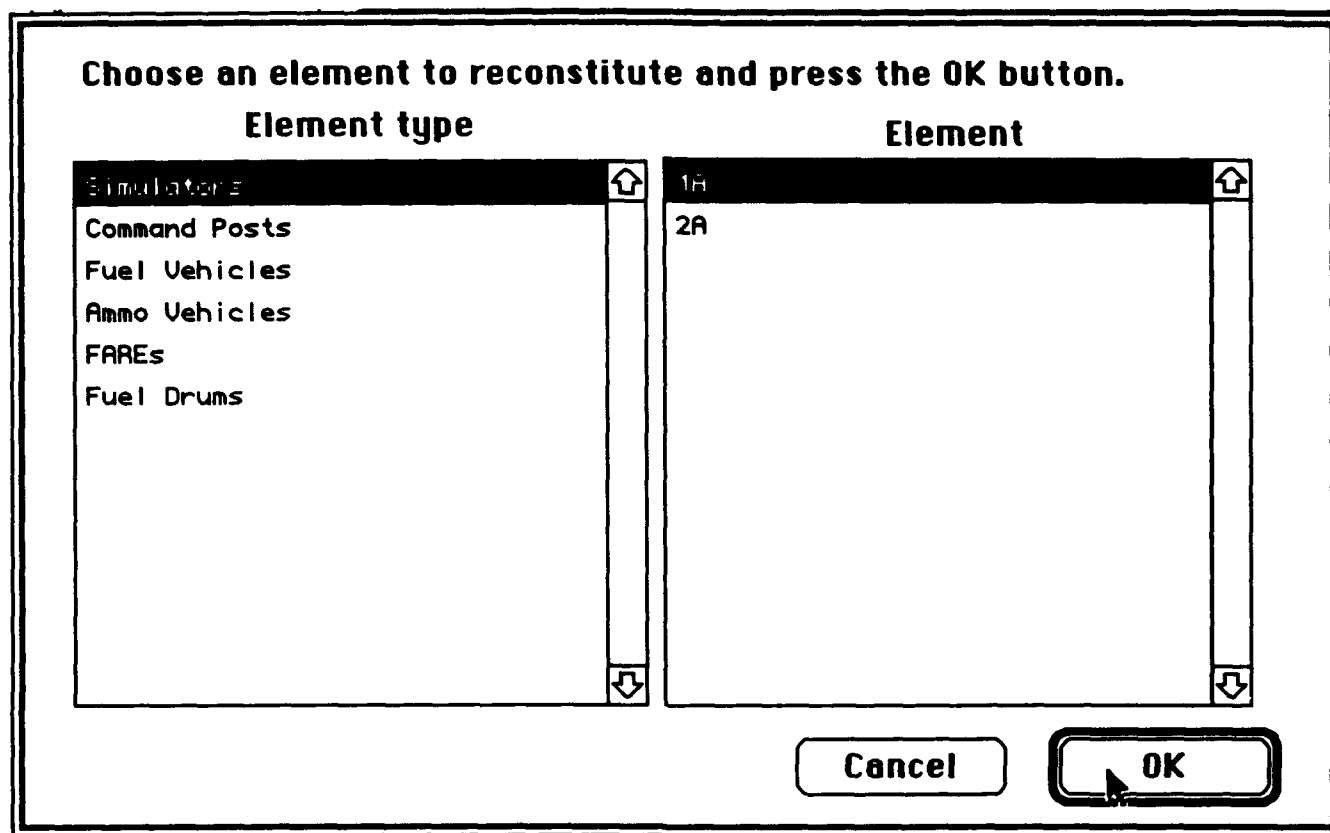 Choose an element to reconstitute and press the OK button.
Element type
Element
Simulators
Command Posts
Fuel Vehicles
Ammo Vehicles
FAREs
Fuel Drums
1A
2A
Cancel
OK